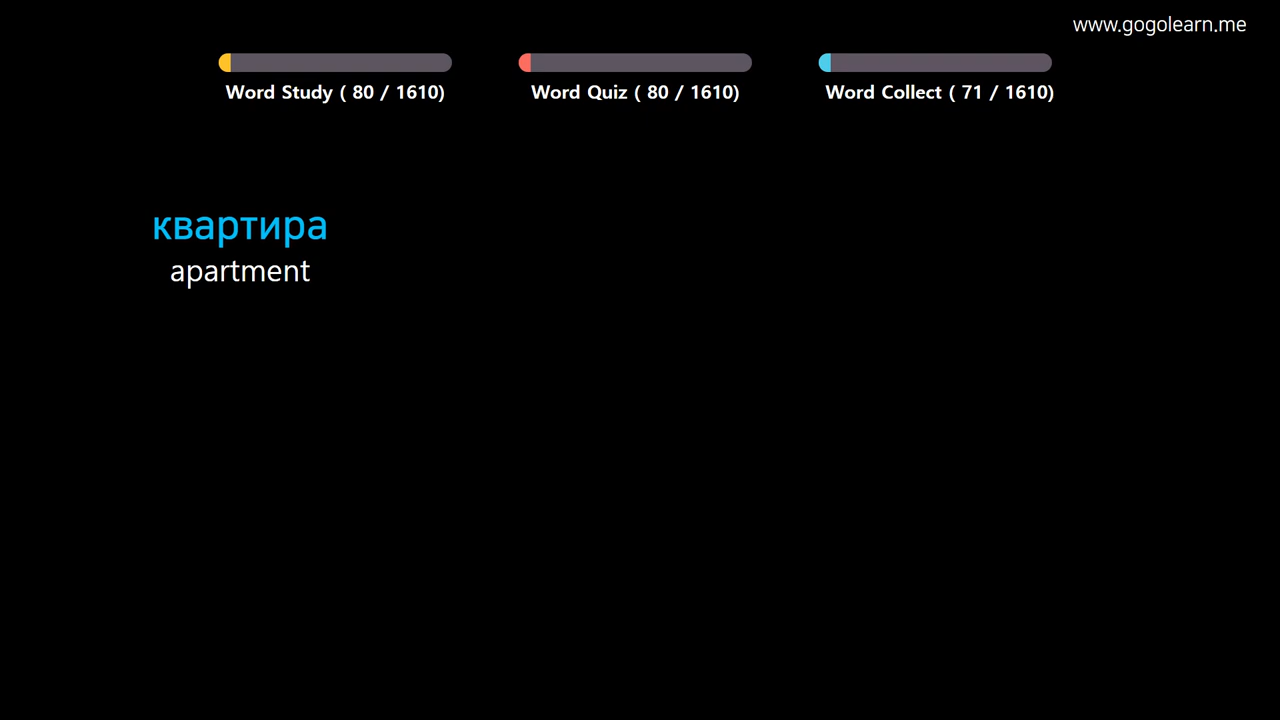 www.gogolearn.me
Word Study ( 80 / 1610)
Word Quiz ( 80 / 1610)
Word Collect ( 71 / 1610)
квартира
apartment